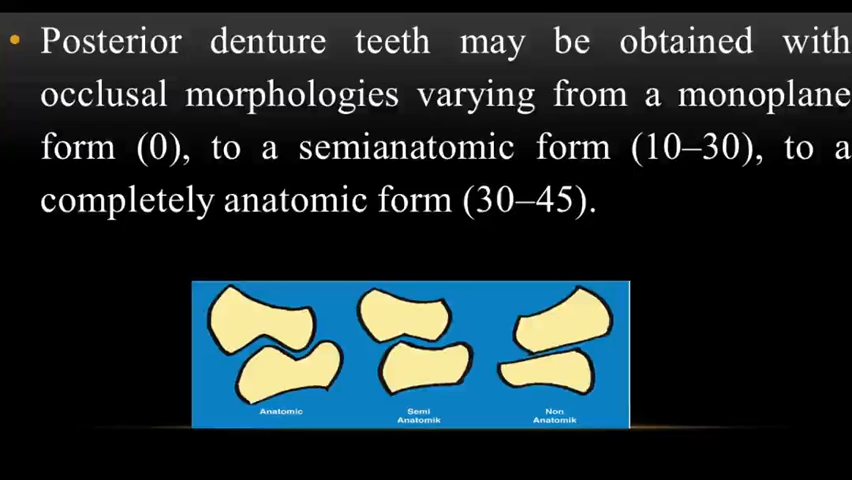 Posterior denture teeth may be obtained with
occlusal morphologies varying from a monoplane
form (0), to a semianatomic form (10–30), to a
completely anatomic form (30–45).
Anatomic
Semi
Anatomik
Non
Anatomik